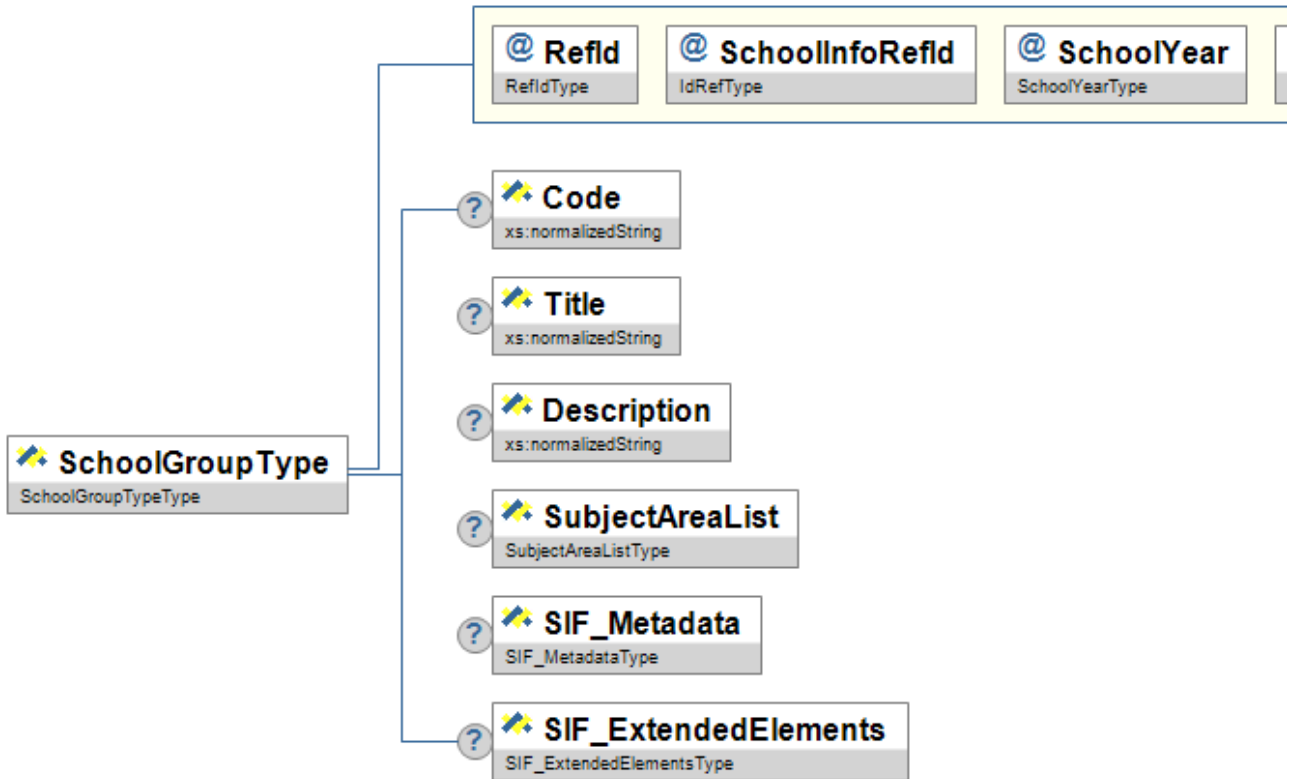 @ RefId
RefIdType
@ SchoolInfoRefId
IdRefType
@ SchoolYear
SchoolYearType
? Code
xs:normalizedString
? Title
xs:normalizedString
? Description
xs:normalizedString
SchoolGroupType
SchoolGroupTypeType
? SubjectAreaList
SubjectAreaListType
? SIF_Metadata
SIF_MetadataType
? SIF_ExtendedElements
SIF_ExtendedElementsType